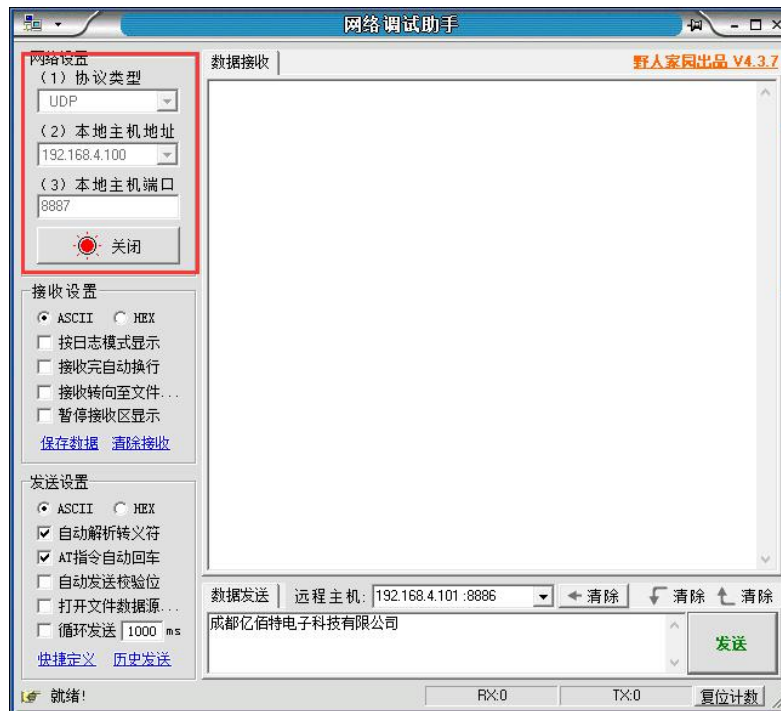 网络调试助手
网络设置
(1) 协议类型
UDP
(2) 本地主机地址
192.168.4.100
(3) 本地主机端口
8887
关闭
接收设置
ASCII HEX
按日志模式显示
接收完自动换行
接收转向至文件...
暂停接收区显示
保存数据 清除接收
发送设置
ASCII HEX
自动解析转义符
AT指令自动回车
自动发送校验位
打开文件数据源...
循环发送 1000 ms
快捷定义 历史发送
数据接收 野人家园出品 V4.3.7
数据发送 远程主机: 192.168.4.101 :8886 清除 清除 清除
成都亿佰特电子科技有限公司
发送
就绪! RX:0 TX:0 复位计数